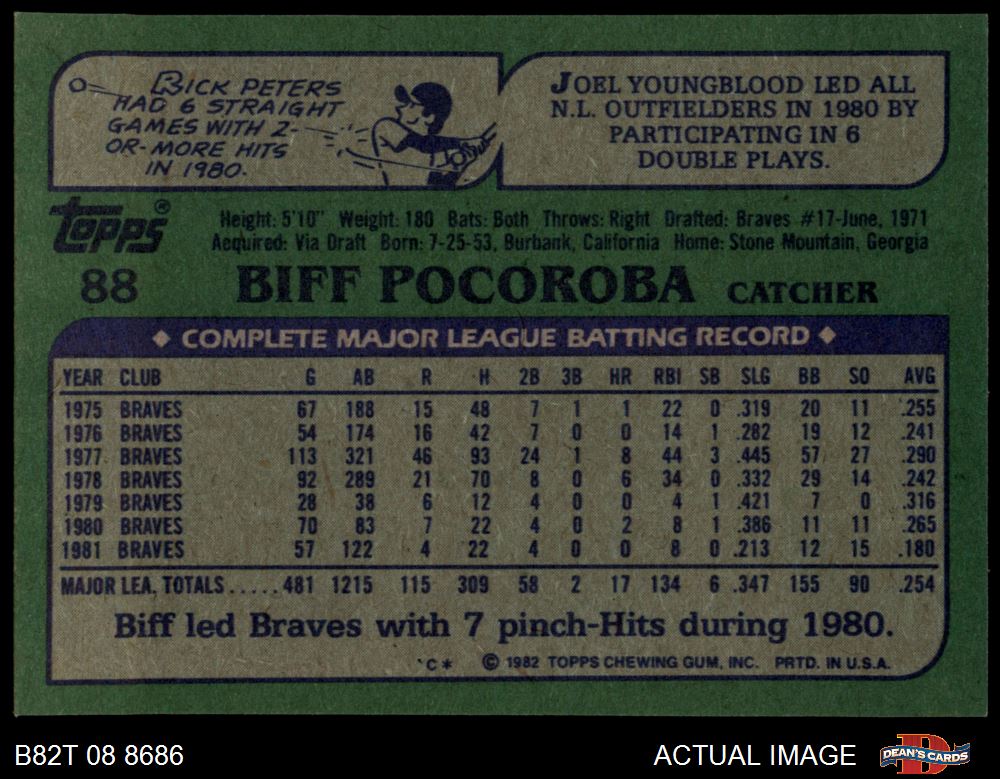 RICK PETERS
HAD 6 STRAIGHT
GAMES WITH 2-
OR-MORE HITS
IN 1980.
JOEL YOUNGBLOOD LED ALL
N.L. OUTFIELDERS IN 1980 BY
PARTICIPATING IN 6
DOUBLE PLAYS.
Topps®
Height: 5'10" Weight: 180 Bats: Both Throws: Right Drafted: Braves #17-June, 1971
Acquired: Via Draft Born: 7-25-53, Burbank, California Home: Stone Mountain, Georgia
88 BIFF POCOROBA CATCHER
◆ COMPLETE MAJOR LEAGUE BATTING RECORD ◆
YEAR CLUB G AB R H 2B 3B HR RBI SB SLG BB SO AVG
1975 BRAVES 67 188 15 48 7 1 1 22 0 .319 20 11 .255
1976 BRAVES 54 174 16 42 7 0 0 14 1 .282 19 12 .241
1977 BRAVES 113 321 46 93 24 1 8 44 3 .445 57 27 .290
1978 BRAVES 92 289 21 70 8 0 6 34 0 .332 29 14 .242
1979 BRAVES 28 38 6 12 4 0 0 4 1 .421 7 0 .316
1980 BRAVES 70 83 7 22 4 0 2 8 1 .386 11 11 .265
1981 BRAVES 57 122 4 22 4 0 0 8 0 .213 12 15 .180
MAJOR LEA. TOTALS.....481 1215 115 309 58 2 17 134 6 .347 155 90 .254
Biff led Braves with 7 pinch-Hits during 1980.
C* © 1982 TOPPS CHEWING GUM, INC. PRTD. IN U.S.A.
B82T 08 8686
ACTUAL IMAGE
DEAN'S CARDS